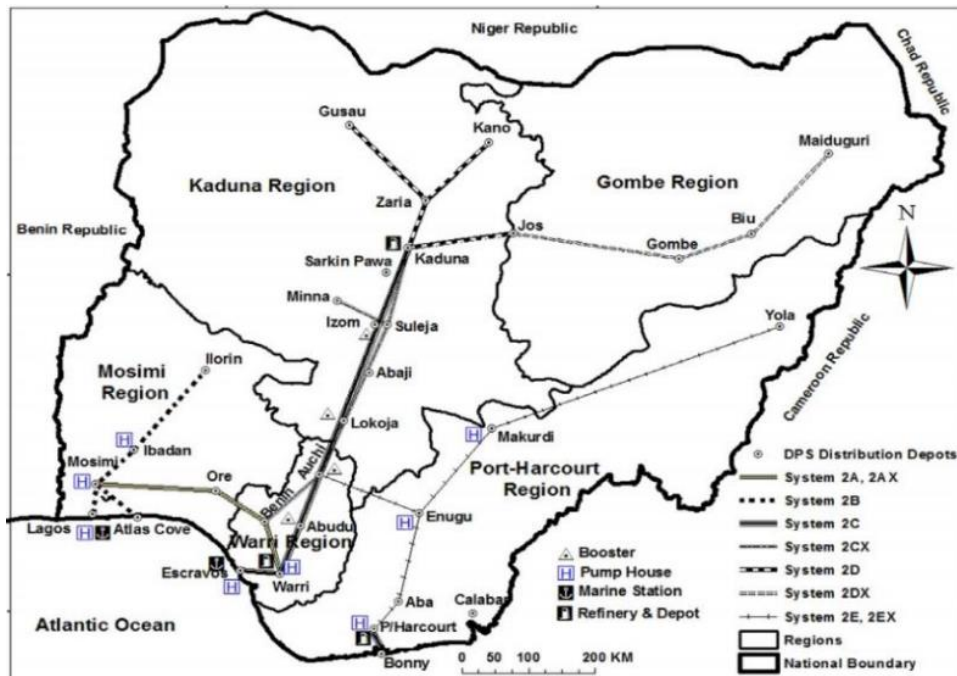 Niger Republic
Chad Republic
Gusau
Kano
Maiduguri
Kaduna Region
Gombe Region
Zaria
Benin Republic
Jos
Biu
N
Kaduna
Gombe
Sarkin Pawa
Minna
Izom
Suleja
Yola
Cameroon Republic
Ilorin
Mosimi
Region
Abaji
Lokoja
H
Ibadan
H
Makurdi
Mosimi
H
Auchi
Port-Harcourt
Region
Ore
Benin
Enugu
H
Lagos
H
Atlas Cove
Abudu
Warri Region
Escravos
H
Warri
H
Aba
Calabar
H
P/Harcourt
Bonny
Atlantic Ocean
Booster
H Pump House
Marine Station
Refinery & Depot
0 50 100 200 KM
DPS Distribution Depots
System 2A, 2AX
System 2B
System 2C
System 2CX
System 2D
System 2DX
System 2E, 2EX
Regions
National Boundary